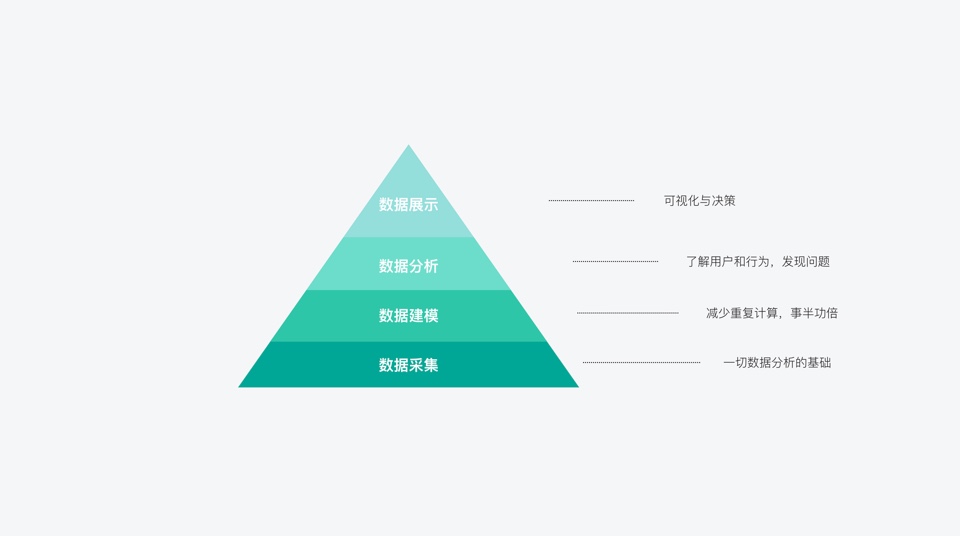 数据展示
可视化与决策
数据分析
了解用户和行为，发现问题
数据建模
减少重复计算，事半功倍
数据采集
一切数据分析的基础